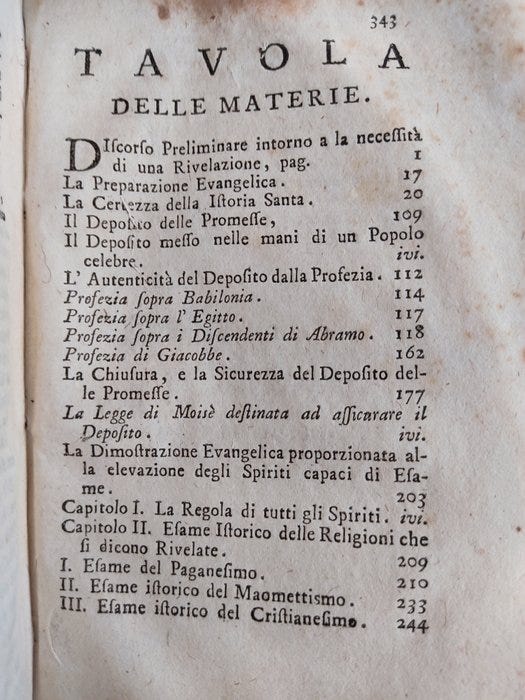 343
TAVOLA
DELLE MATERIE.
DIſcorſo Preliminare intorno a la neceſſità
di una Rivelazione, pag. 1
La Preparazione Evangelica. 17
La Certezza della Iſtoria Santa. 20
Il Depoſito delle Promeſſe, 109
Il Depoſito meſſo nelle mani di un Popolo
celebre. ivi.
L' Autenticità del Depoſito dalla Profezia. 112
Profezia ſopra Babilonia. 114
Profezia ſopra l' Egitto. 117
Profezia ſopra i Diſcendenti di Abramo. 118
Profezia di Giacobbe. 162
La Chiuſura, e la Sicurezza del Depoſito del-
le Promeſſe. 177
La Legge di Moisè deſtinata ad aſſicurare il
Depoſito. ivi.
La Dimoſtrazione Evangelica proporzionata al-
la elevazione degli Spiriti capaci di Eſa-
me. 203
Capitolo I. La Regola di tutti gli Spiriti. ivi.
Capitolo II. Eſame Iſtorico delle Religioni che
ſi dicono Rivelate. 209
I. Eſame del Paganeſimo. 210
II. Eſame iſtorico del Maomettiſmo. 233
III. Eſame iſtorico del Criſtianeſimo. 244